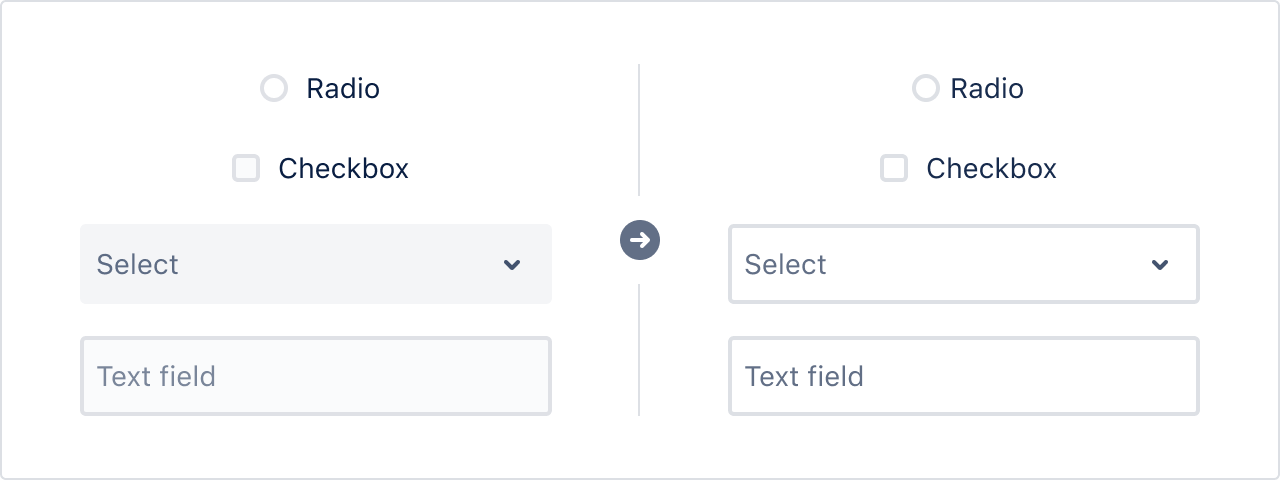 Radio
Checkbox
Select
Text field
Radio
Checkbox
Select
Text field